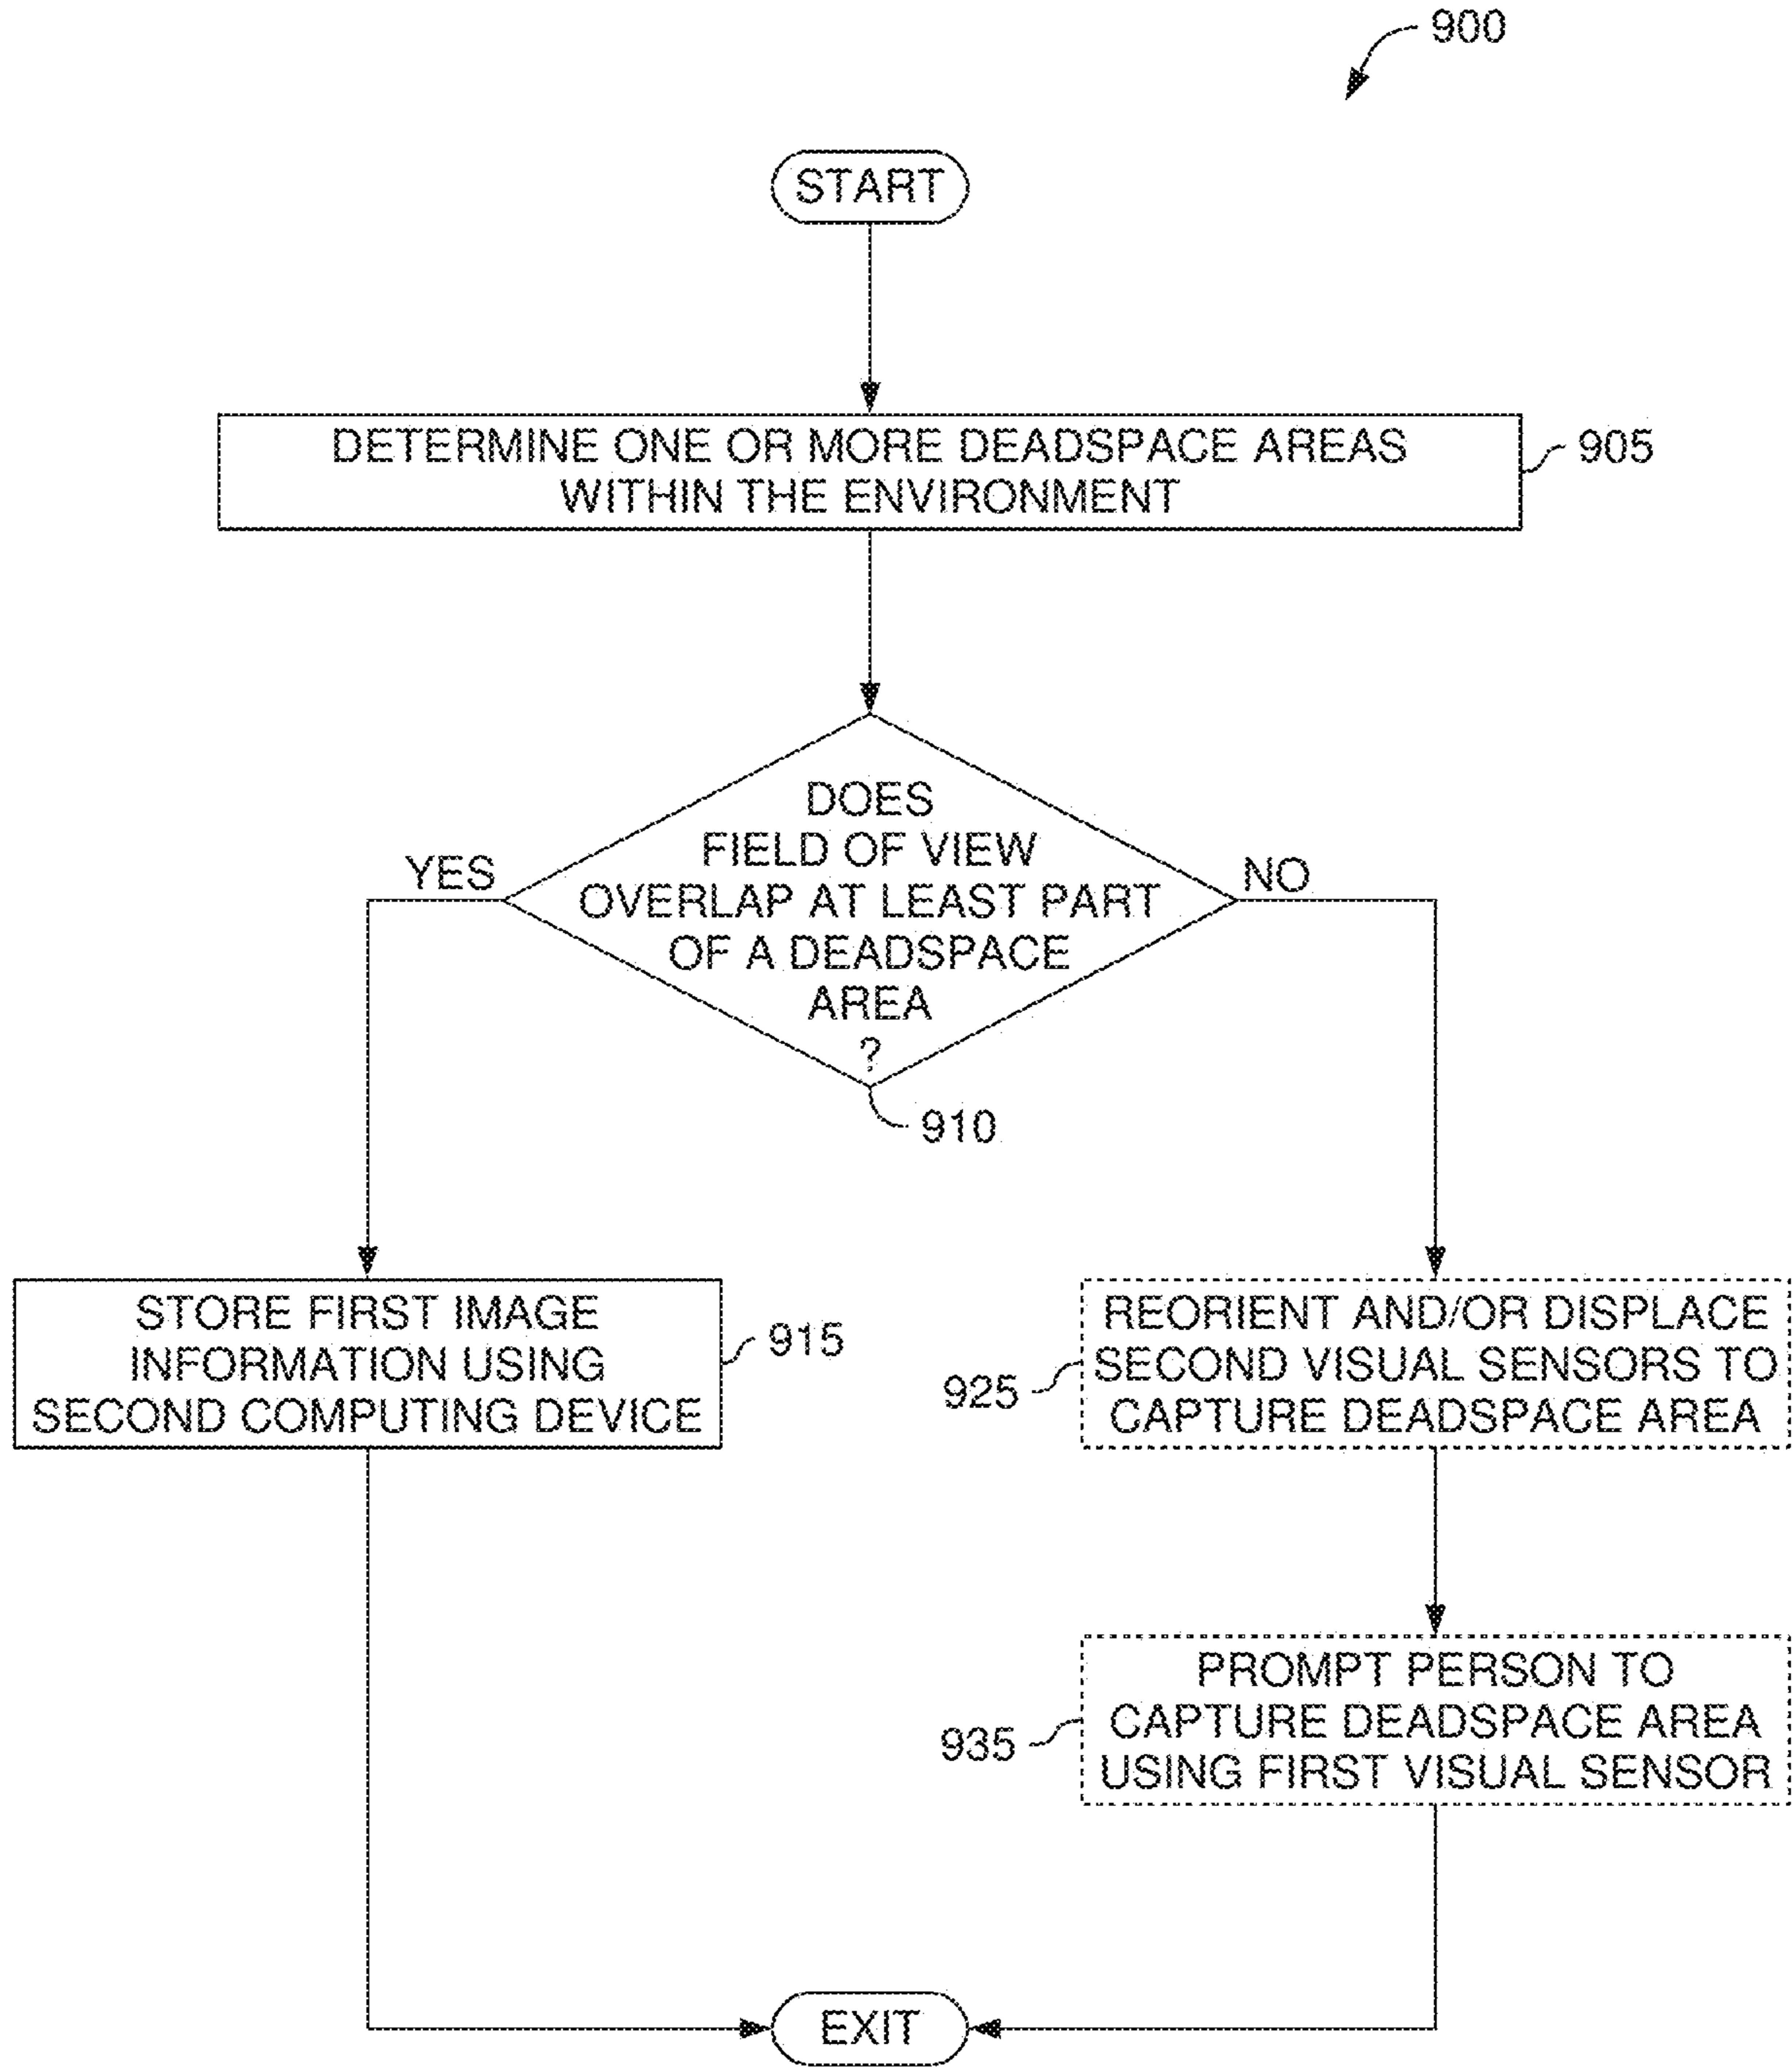 900
START
DETERMINE ONE OR MORE DEADSPACE AREAS
WITHIN THE ENVIRONMENT
905
DOES
FIELD OF VIEW
OVERLAP AT LEAST PART
OF A DEADSPACE
AREA
?
YES
NO
910
STORE FIRST IMAGE
INFORMATION USING
SECOND COMPUTING DEVICE
915
REORIENT AND/OR DISPLACE
SECOND VISUAL SENSORS TO
CAPTURE DEADSPACE AREA
925
PROMPT PERSON TO
CAPTURE DEADSPACE AREA
USING FIRST VISUAL SENSOR
935
EXIT